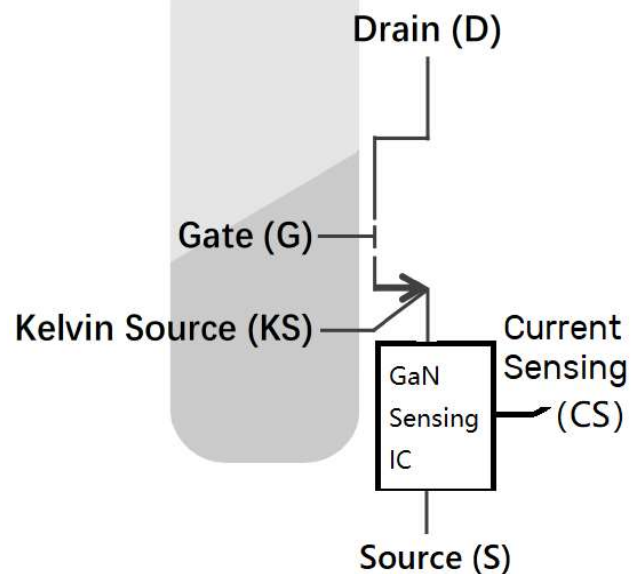 Drain (D)
Gate (G)
Kelvin Source (KS)
Current
Sensing
(CS)
GaN
Sensing
IC
Source (S)